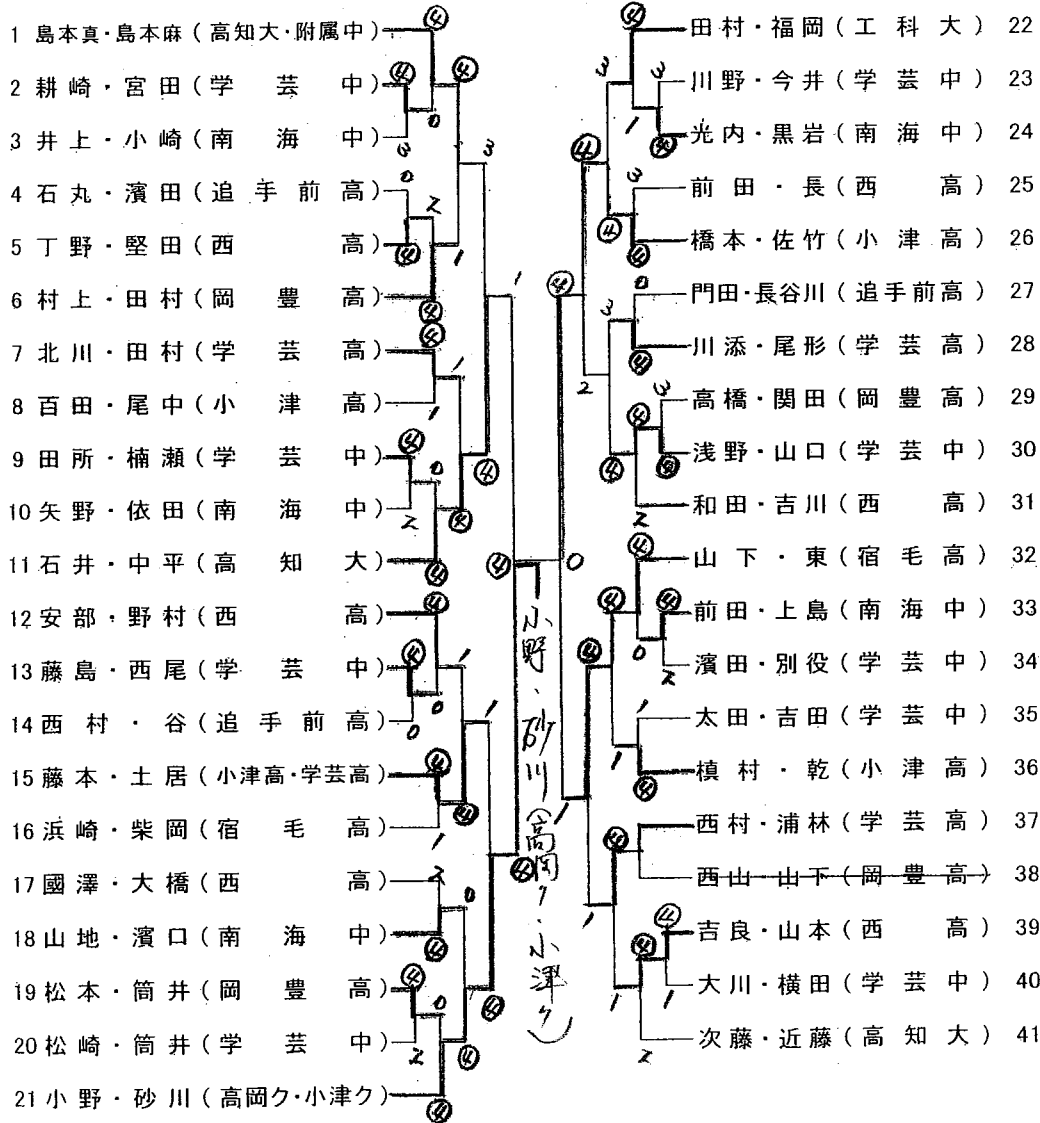 1 島本真・島本麻（高知大・附属中）
2 耕崎・宮田（学芸中）
3 井上・小崎（南海中）
4 石丸・濱田（追手前高）
5 丁野・堅田（西高）
6 村上・田村（岡豊高）
7 北川・田村（学芸高）
8 百田・尾中（小津高）
9 田所・楠瀬（学芸中）
10 矢野・依田（南海中）
11 石井・中平（高知大）
12 安部・野村（西高）
13 藤島・西尾（学芸中）
14 西村・谷（追手前高）
15 藤本・土居（小津高・学芸高）
16 浜崎・柴岡（宿毛高）
17 國澤・大橋（西高）
18 山地・濱口（南海中）
19 松本・筒井（岡豊高）
20 松崎・筒井（学芸中）
21 小野・砂川（高岡ク・小津ク）
小野・砂川（高岡ク・小津ク）
田村・福岡（工科大）22
川野・今井（学芸中）23
光内・黒岩（南海中）24
前田・長（西高）25
橋本・佐竹（小津高）26
門田・長谷川（追手前高）27
川添・尾形（学芸高）28
高橋・関田（岡豊高）29
浅野・山口（学芸中）30
和田・吉川（西高）31
山下・東（宿毛高）32
前田・上島（南海中）33
濱田・別役（学芸中）34
太田・吉田（学芸中）35
槙村・乾（小津高）36
西村・浦林（学芸高）37
西山・山下（岡豊高）38
吉良・山本（西高）39
大川・横田（学芸中）40
次藤・近藤（高知大）41